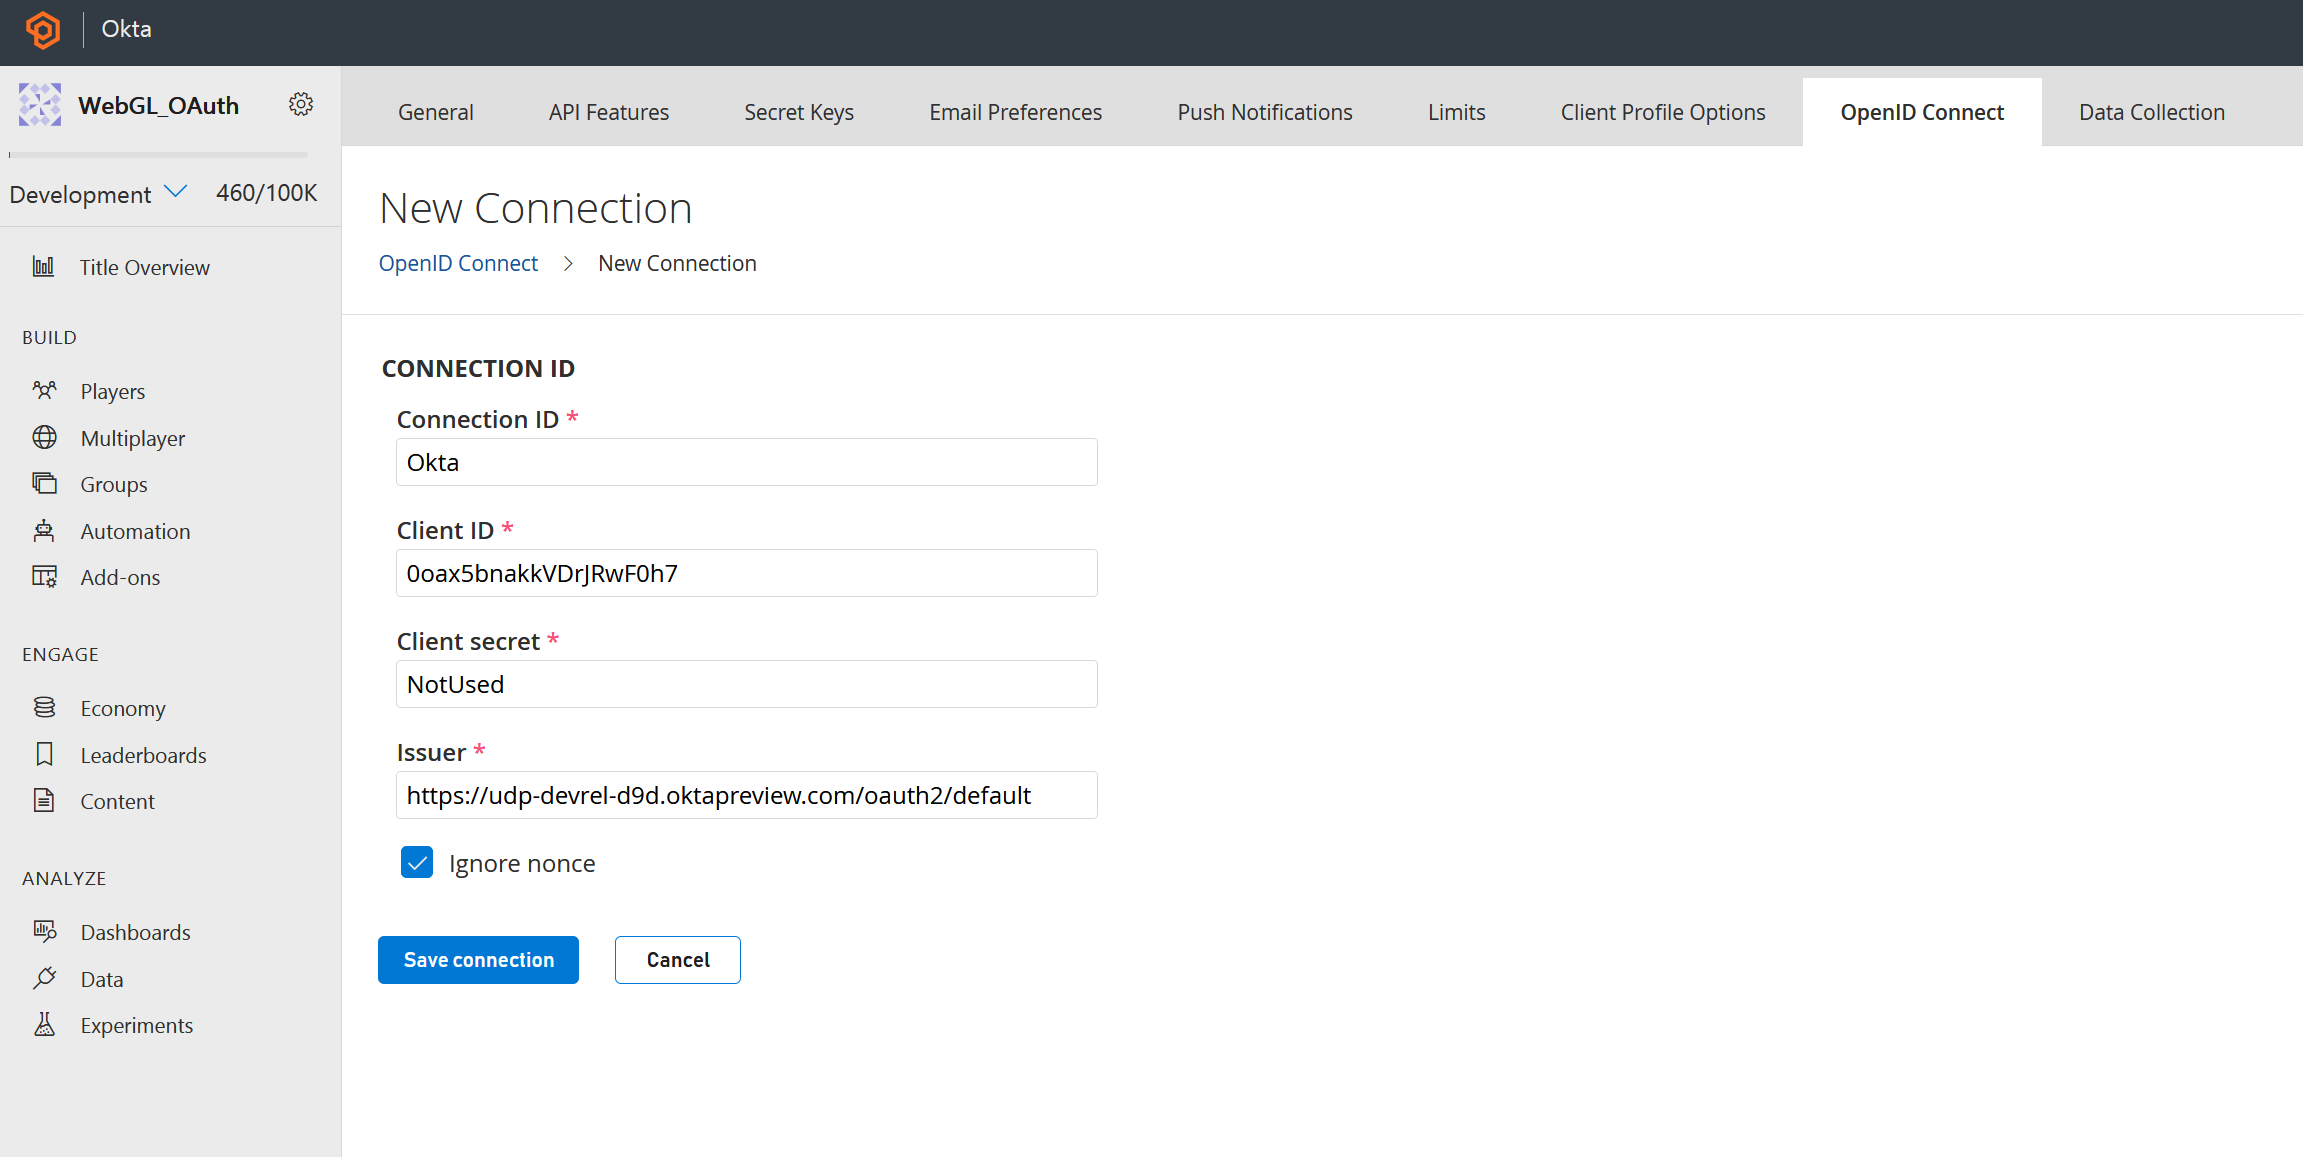 Okta
WebGL_OAuth
Development 460/100K
Title Overview
BUILD
Players
Multiplayer
Groups
Automation
Add-ons
ENGAGE
Economy
Leaderboards
Content
ANALYZE
Dashboards
Data
Experiments
General API Features Secret Keys Email Preferences Push Notifications Limits Client Profile Options OpenID Connect Data Collection
New Connection
OpenID Connect > New Connection
CONNECTION ID
Connection ID *
Okta
Client ID *
0oax5bnakkVDrJRwF0h7
Client secret *
NotUsed
Issuer *
https://udp-devrel-d9d.oktapreview.com/oauth2/default
Ignore nonce
Save connection Cancel